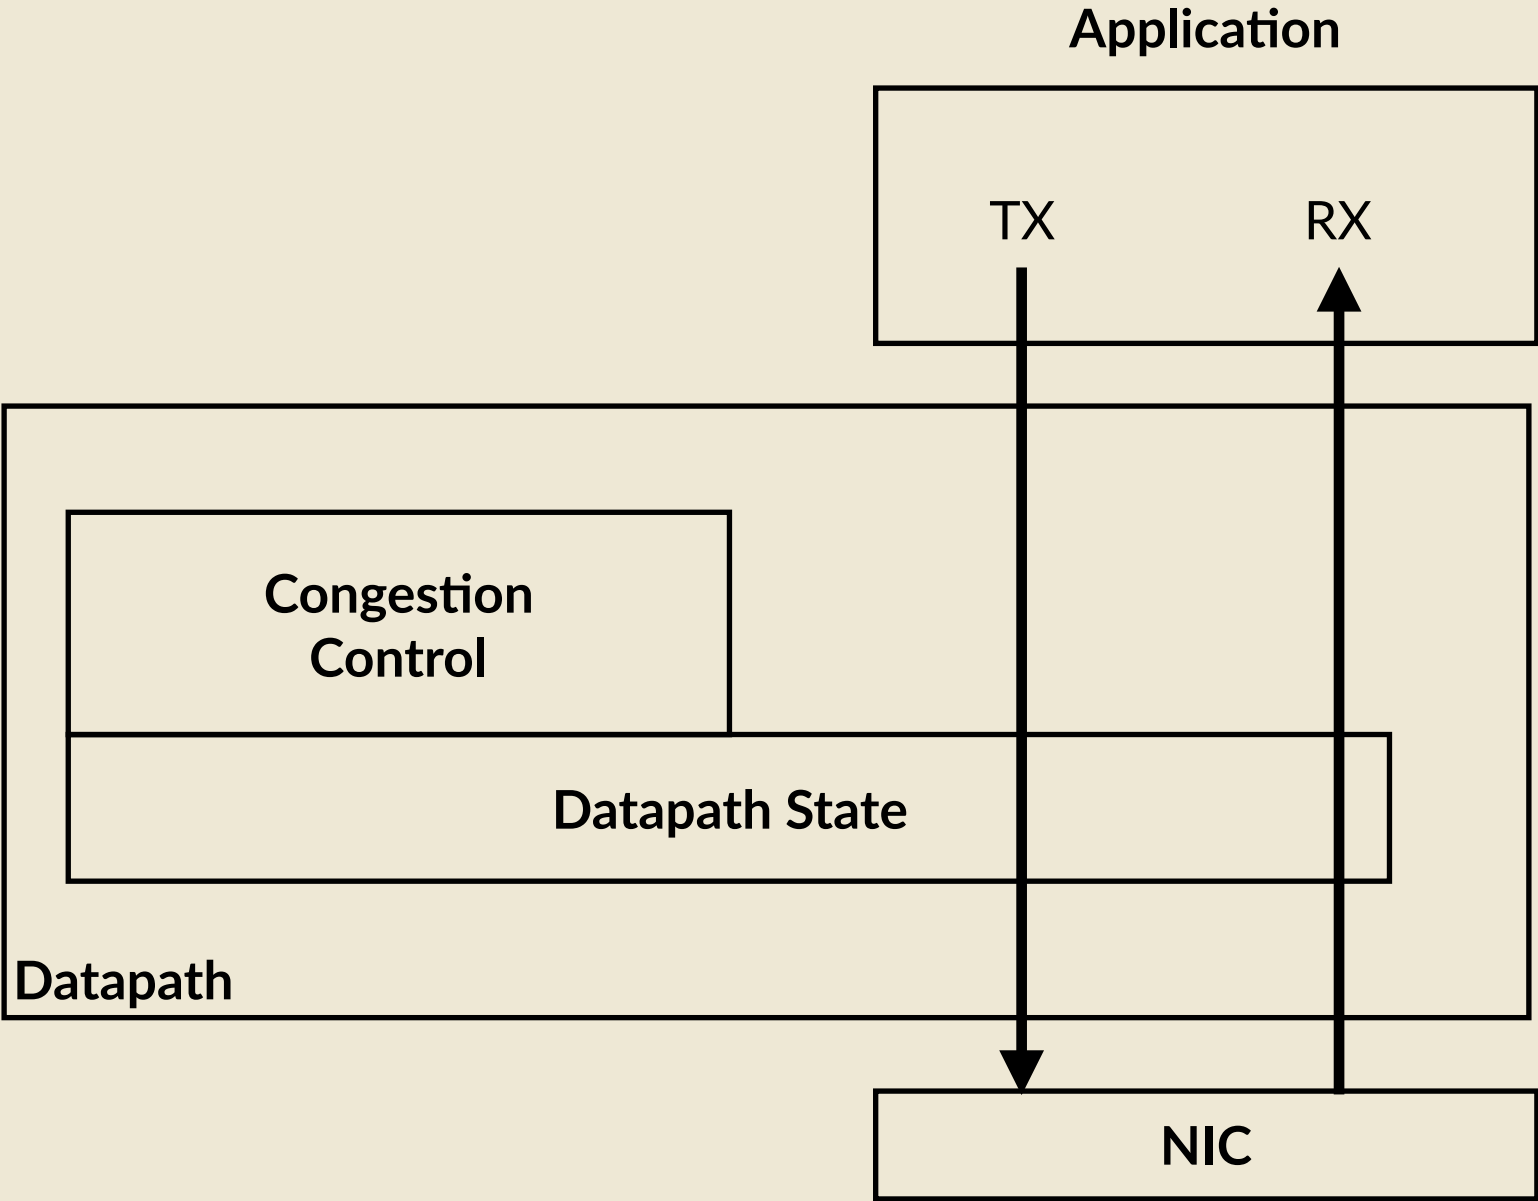 Application
TX
RX
Congestion
Control
Datapath State
Datapath
NIC